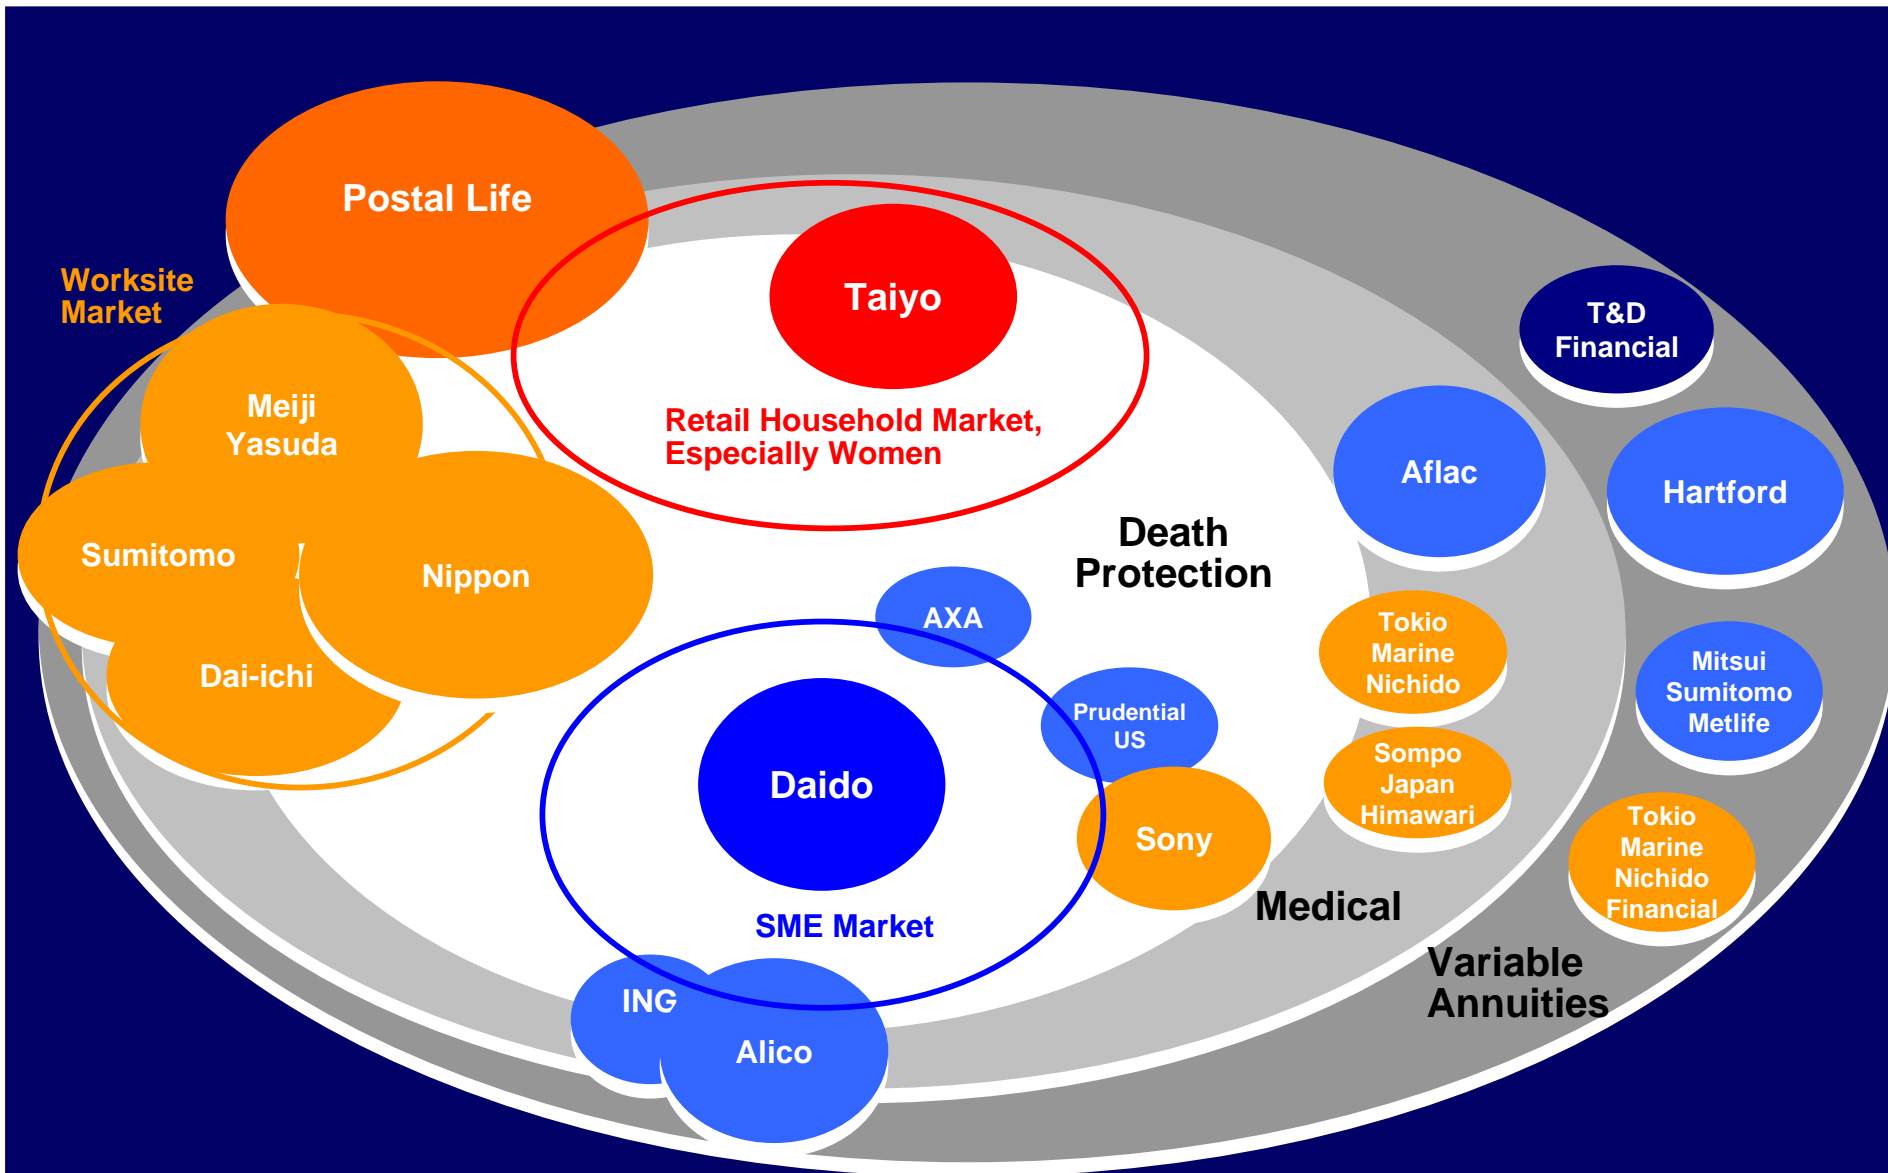 Postal Life
Worksite
Market
Taiyo
T&D
Financial
Meiji
Yasuda
Retail Household Market,
Especially Women
Aflac
Hartford
Death
Protection
Sumitomo
Nippon
AXA
Tokio
Marine
Nichido
Dai-ichi
Mitsui
Sumitomo
Metlife
Prudential
US
Daido
Sompo
Japan
Himawari
Sony
Tokio
Marine
Nichido
Financial
Medical
SME Market
Variable
Annuities
ING
Alico